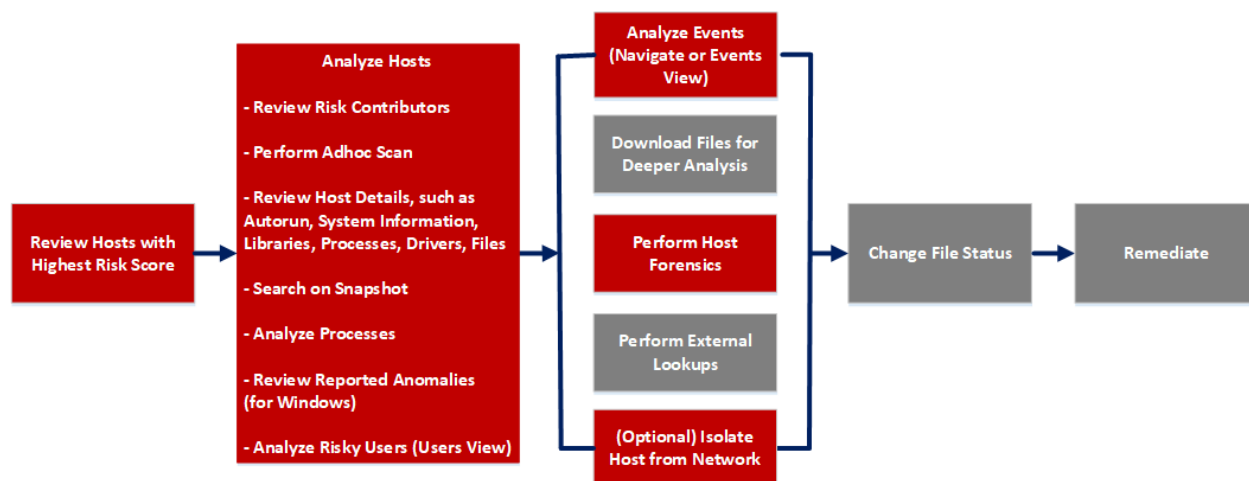 Review Hosts with
Highest Risk Score
Analyze Hosts
- Review Risk Contributors
- Perform Adhoc Scan
- Review Host Details, such as
Autorun, System Information,
Libraries, Processes, Drivers, Files
- Search on Snapshot
- Analyze Processes
- Review Reported Anomalies
(for Windows)
- Analyze Risky Users (Users View)
Analyze Events
(Navigate or Events
View)
Download Files for
Deeper Analysis
Perform Host
Forensics
Perform External
Lookups
(Optional) Isolate
Host from Network
Change File Status
Remediate